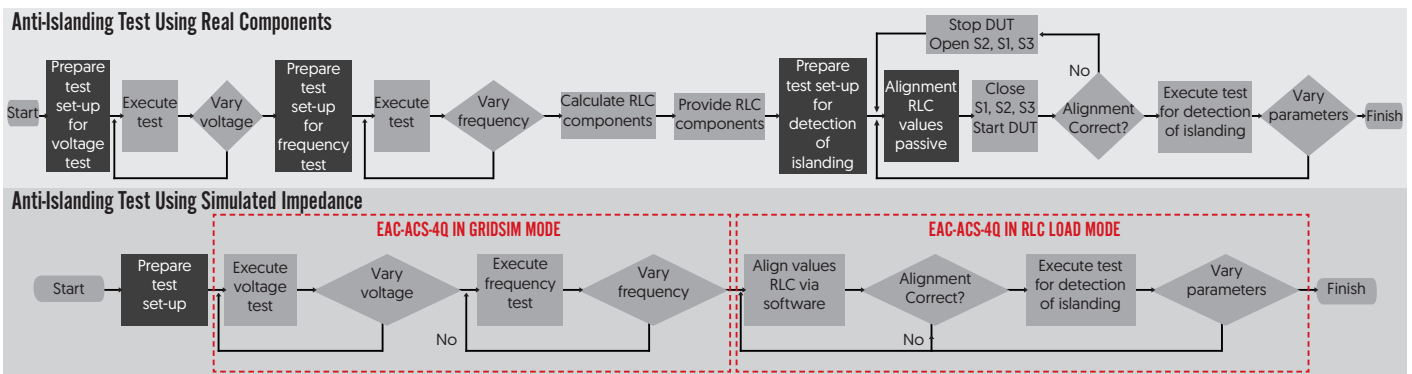 Anti-Islanding Test Using Real Components
Start
Prepare
test
set-up
for
voltage
test
Execute
test
Vary
voltage
Prepare
test
set-up
for
frequency
test
Execute
test
Vary
frequency
Calculate RLC
components
Provide RLC
components
Prepare
test set-up
for
detection
of
islanding
Alignment
RLC
values
passive
Stop DUT
Open S2, S1, S3
Close
S1, S2, S3
Start DUT
No
Alignment
Correct?
Execute test
for detection
of islanding
Vary
parameters
Finish
Anti-Islanding Test Using Simulated Impedance
EAC-ACS-4Q IN GRIDSIM MODE
EAC-ACS-4Q IN RLC LOAD MODE
Start
Prepare
test
set-up
Execute
voltage
test
Vary
voltage
No
Execute
frequency
test
Vary
frequency
Align values
RLC via
software
Alignment
Correct?
No
Execute test
for detection
of islanding
Vary
parameters
Finish